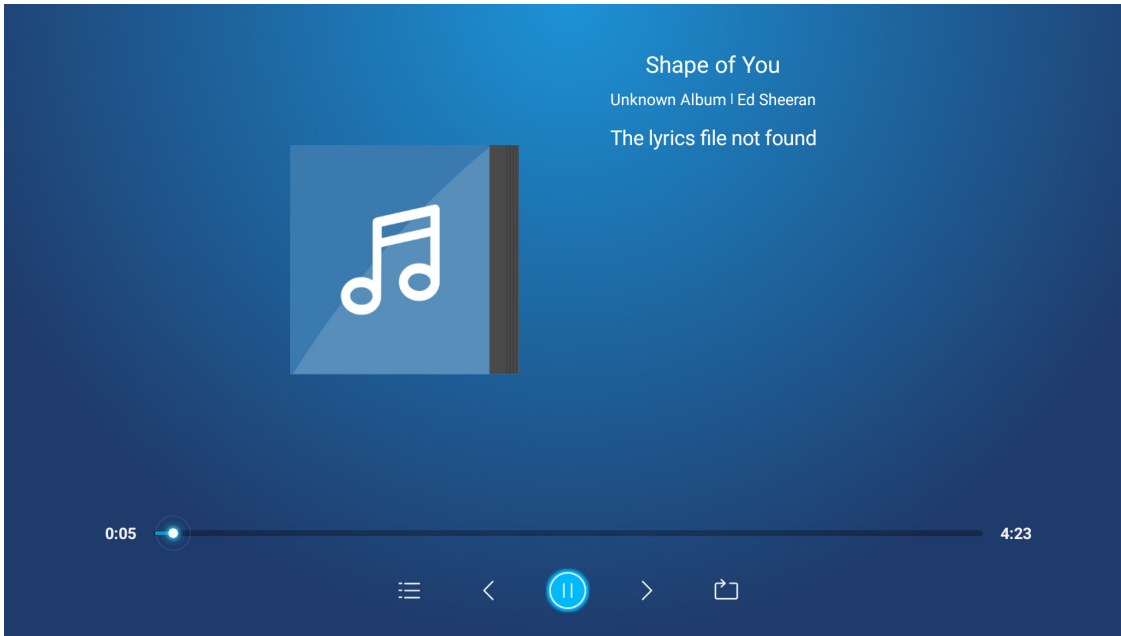 Shape of You
Unknown Album | Ed Sheeran
The lyrics file not found
0:05
4:23